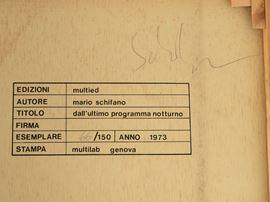 EDIZIONI multied
AUTORE mario schifano
TITOLO dall'ultimo programma notturno
FIRMA
ESEMPLARE /150 ANNO 1973
STAMPA multilab genova